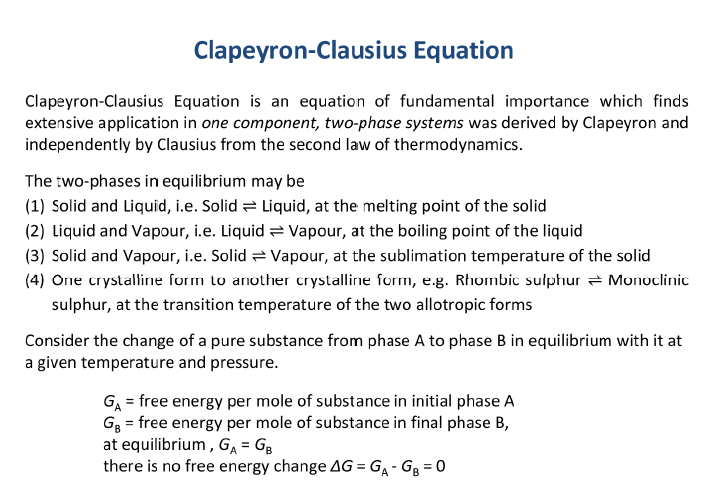 Clapeyron-Clausius Equation
Clapeyron-Clausius Equation is an equation of fundamental importance which finds
extensive application in one component, two-phase systems was derived by Clapeyron and
independently by Clausius from the second law of thermodynamics.
The two-phases in equilibrium may be
(1) Solid and Liquid, i.e. Solid ⇌ Liquid, at the melting point of the solid
(2) Liquid and Vapour, i.e. Liquid ⇌ Vapour, at the boiling point of the liquid
(3) Solid and Vapour, i.e. Solid ⇌ Vapour, at the sublimation temperature of the solid
(4) One crystalline form to another crystalline form, e.g. Rhombic sulphur ⇌ Monoclinic
sulphur, at the transition temperature of the two allotropic forms
Consider the change of a pure substance from phase A to phase B in equilibrium with it at
a given temperature and pressure.
G_A = free energy per mole of substance in initial phase A
G_B = free energy per mole of substance in final phase B,
at equilibrium , G_A = G_B
there is no free energy change ΔG = G_A - G_B = 0